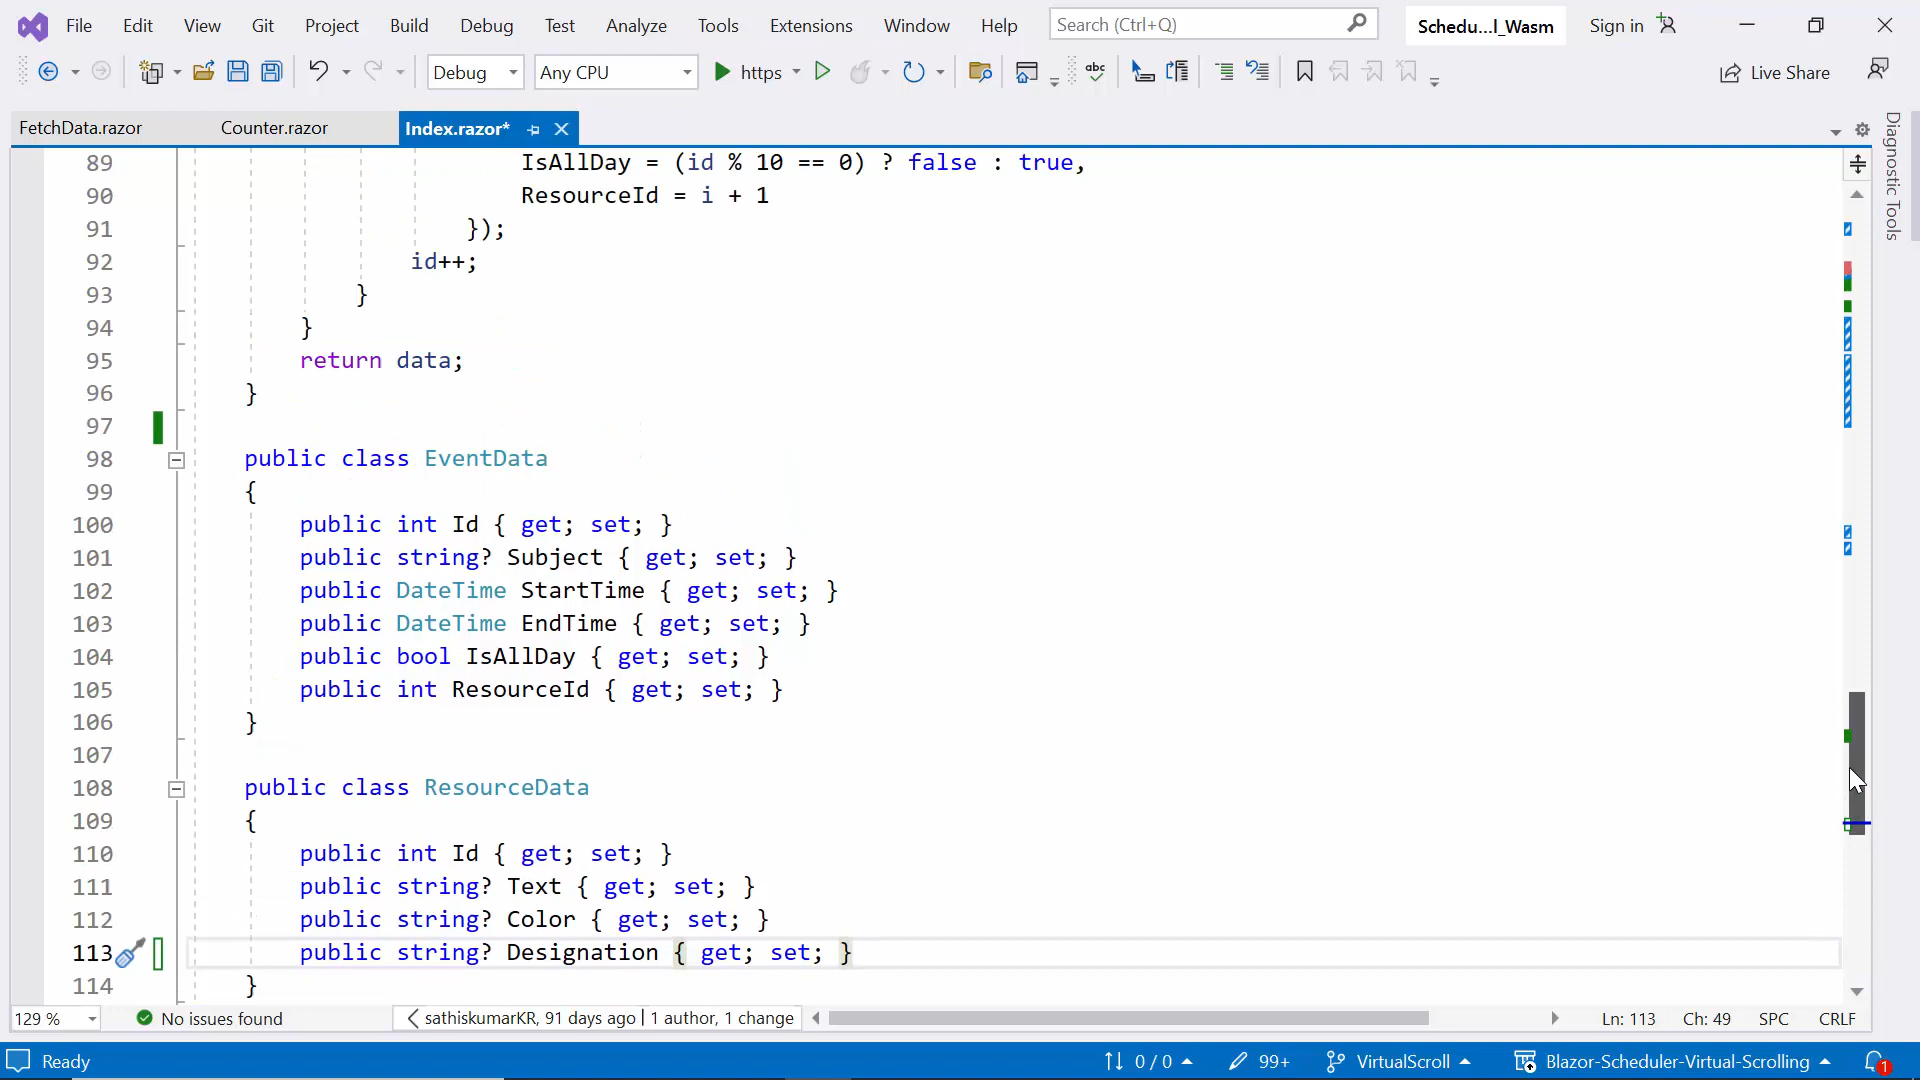 File Edit View Git Project Build Debug Test Analyze Tools Extensions Window Help Search (Ctrl+Q) Schedu...l_Wasm Sign in
Debug Any CPU https abc Live Share
FetchData.razor Counter.razor Index.razor*
Diagnostic Tools
89 IsAllDay = (id % 10 == 0) ? false : true,
90 ResourceId = i + 1
91 });
92 id++;
93 }
94 }
95 return data;
96 }
97
98 public class EventData
99 {
100 public int Id { get; set; }
101 public string? Subject { get; set; }
102 public DateTime StartTime { get; set; }
103 public DateTime EndTime { get; set; }
104 public bool IsAllDay { get; set; }
105 public int ResourceId { get; set; }
106 }
107
108 public class ResourceData
109 {
110 public int Id { get; set; }
111 public string? Text { get; set; }
112 public string? Color { get; set; }
113 public string? Designation { get; set; }
114 }
129 % No issues found sathiskumarKR, 91 days ago | 1 author, 1 change Ln: 113 Ch: 49 SPC CRLF
Ready 0 / 0 99+ VirtualScroll Blazor-Scheduler-Virtual-Scrolling 1